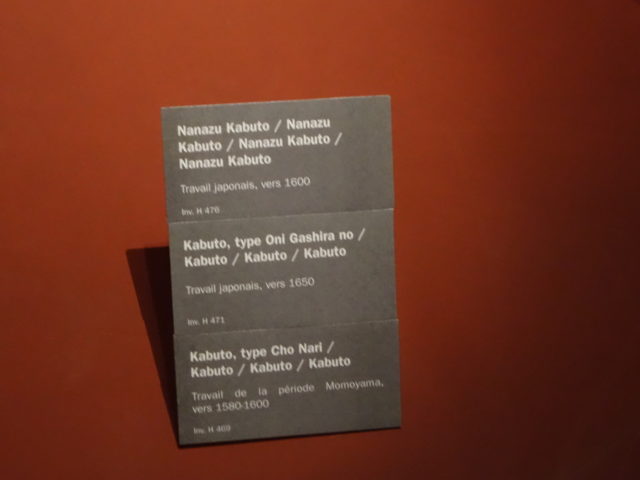 Nanazu Kabuto / Nanazu
Kabuto / Nanazu Kabuto /
Nanazu Kabuto
Travail japonais, vers 1600
Inv. H 476
Kabuto, type Oni Gashira no /
Kabuto / Kabuto / Kabuto
Travail japonais, vers 1650
Inv. H 471
Kabuto, type Cho Nari /
Kabuto / Kabuto / Kabuto
Travail de la période Momoyama,
vers 1580-1600
Inv. H 469